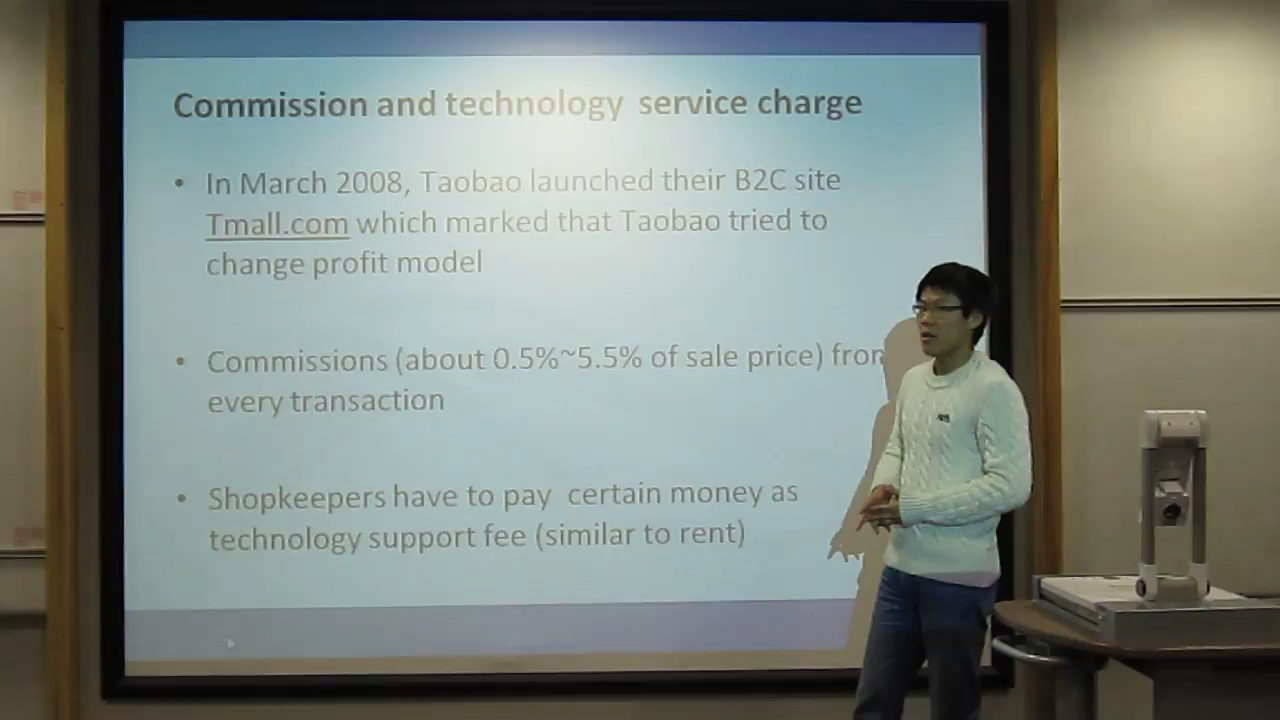 Commission and technology service charge
• In March 2008, Taobao launched their B2C site
Tmall.com which marked that Taobao tried to
change profit model
• Commissions (about 0.5%~5.5% of sale price) from
every transaction
• Shopkeepers have to pay certain money as
technology support fee (similar to rent)